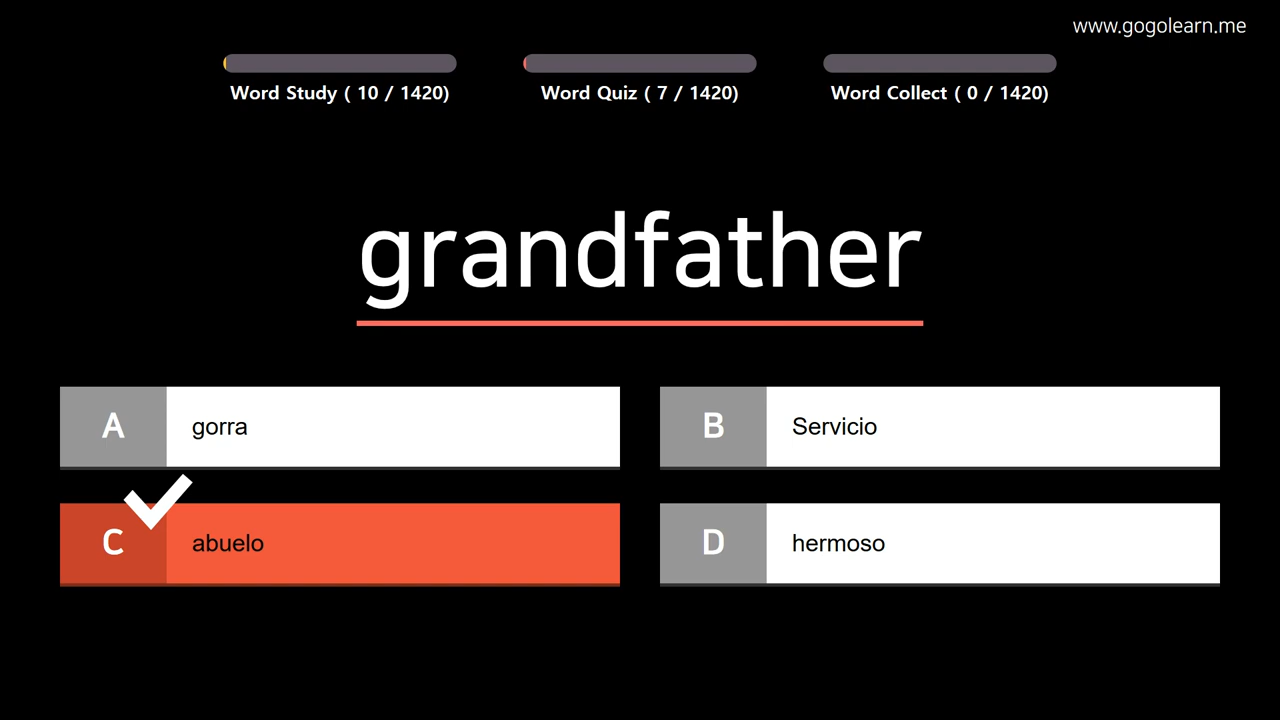 www.gogolearn.me
Word Study ( 10 / 1420)
Word Quiz ( 7 / 1420)
Word Collect ( 0 / 1420)
grandfather
A gorra
B Servicio
C abuelo
D hermoso